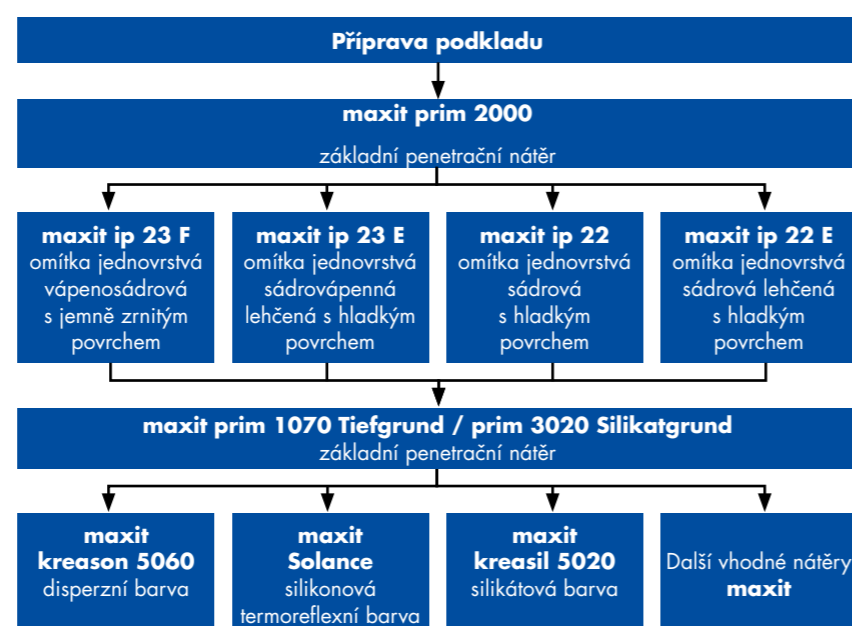 Příprava podkladu
maxit prim 2000
základní penetrační nátěr
maxit ip 23 F
omítka jednovrstvá
vápenosádrová
s jemně zrnitým
povrchem
maxit ip 23 E
omítka jednovrstvá
sádrovápenná
lehčená s hladkým
povrchem
maxit ip 22
omítka jednovrstvá
sádrová
s hladkým
povrchem
maxit ip 22 E
omítka jednovrstvá
sádrová lehčená
s hladkým
povrchem
maxit prim 1070 Tiefgrund / prim 3020 Silikatgrund
základní penetrační nátěr
maxit
kreason 5060
disperzní barva
maxit
Solance
silikonová
termoreflexní barva
maxit
kreasil 5020
silikátová barva
Další vhodné nátěry
maxit